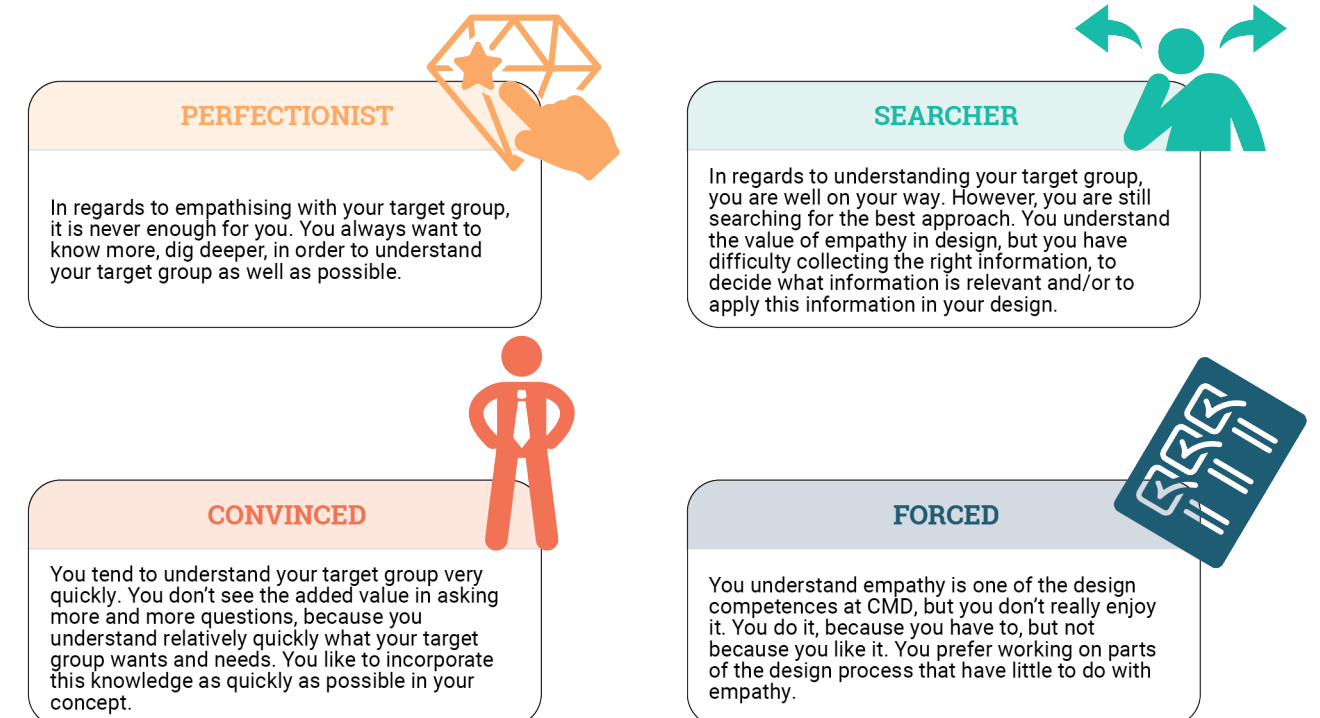 PERFECTIONIST
In regards to empathising with your target group,
it is never enough for you. You always want to
know more, dig deeper, in order to understand
your target group as well as possible.
SEARCHER
In regards to understanding your target group,
you are well on your way. However, you are still
searching for the best approach. You understand
the value of empathy in design, but you have
difficulty collecting the right information, to
decide what information is relevant and/or to
apply this information in your design.
CONVINCED
You tend to understand your target group very
quickly. You don’t see the added value in asking
more and more questions, because you
understand relatively quickly what your target
group wants and needs. You like to incorporate
this knowledge as quickly as possible in your
concept.
FORCED
You understand empathy is one of the design
competences at CMD, but you don’t really enjoy
it. You do it, because you have to, but not
because you like it. You prefer working on parts
of the design process that have little to do with
empathy.